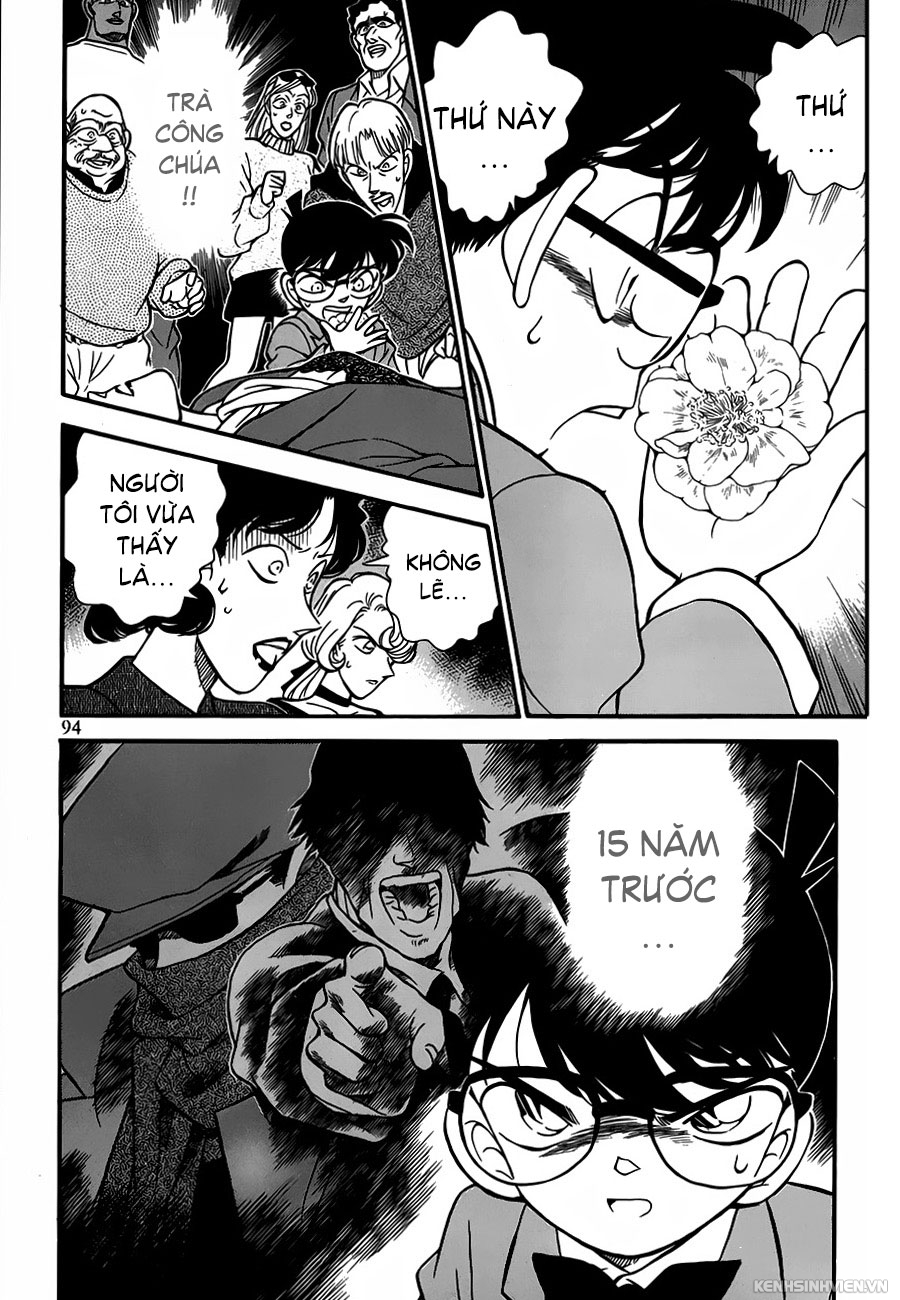 THỨ
...
THỨ NÀY
...
TRÀ
CÔNG
CHÚA
!!
KHÔNG
LẼ...
NGƯỜI
TÔI VỪA
THẤY
LÀ...
94
15 NĂM
TRƯỚC
...
KENHSINHVIEN.VN